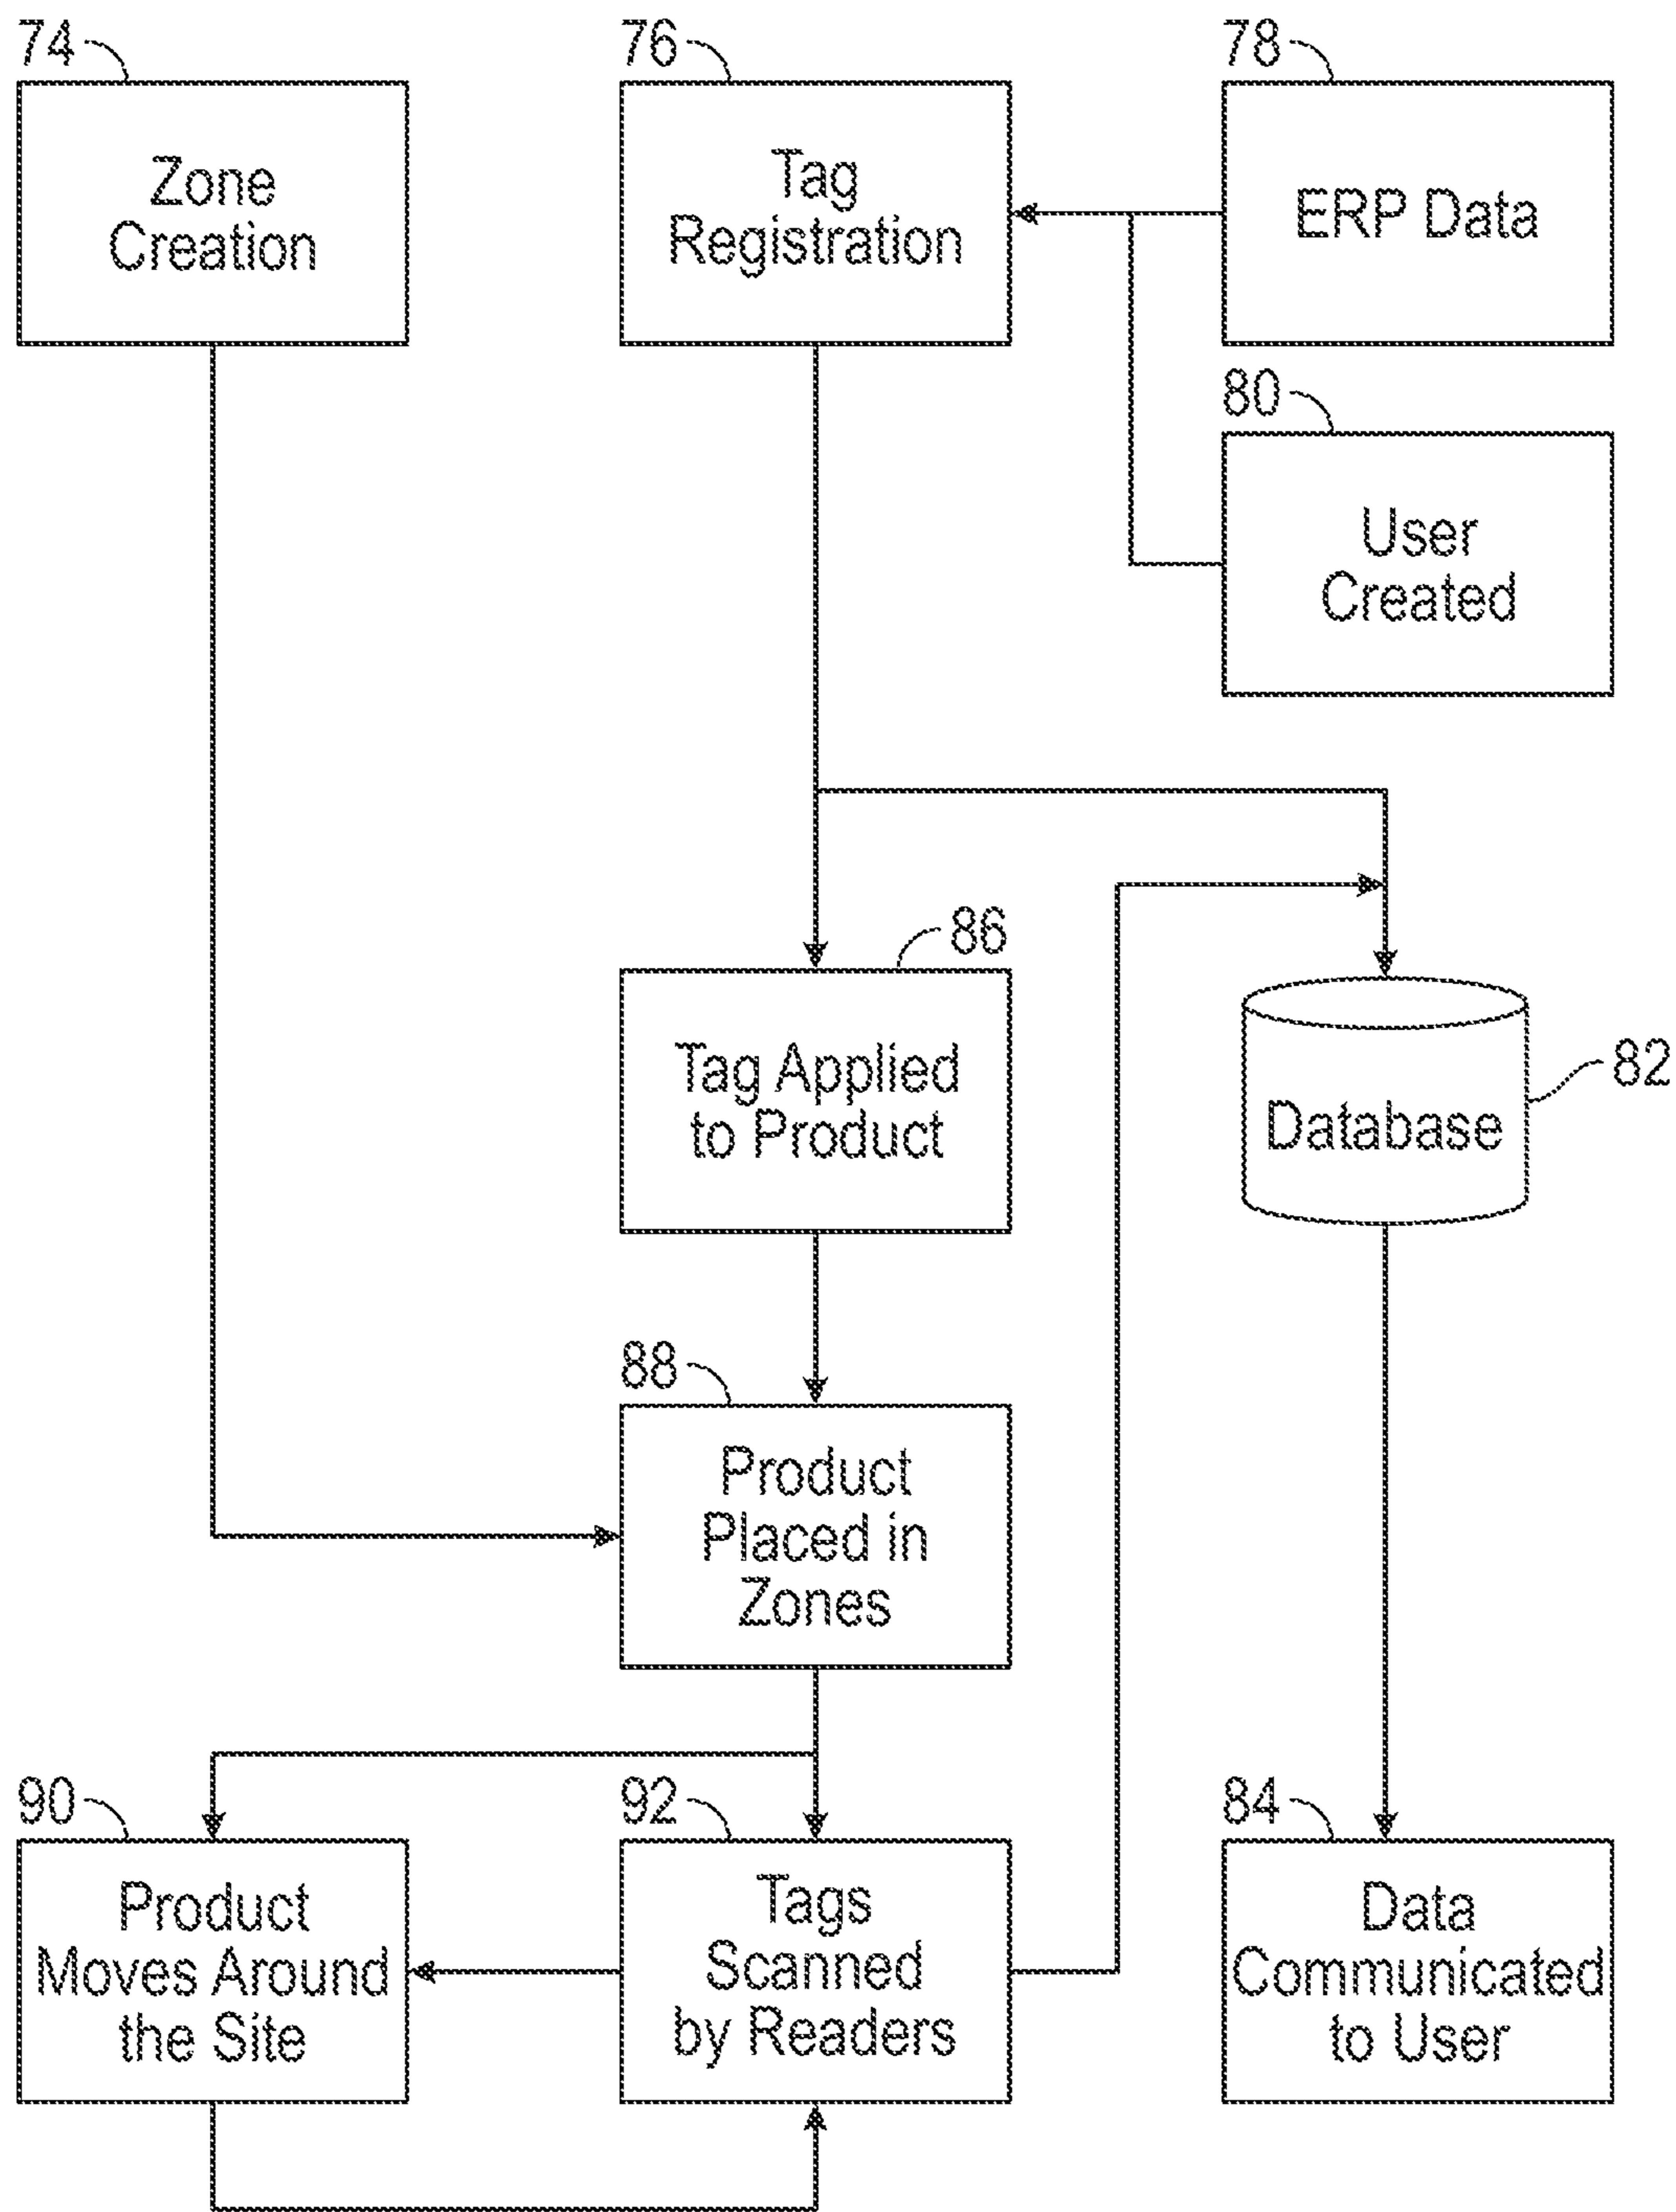 74
76
78
Zone
Creation
Tag
Registration
ERP Data
80
User
Created
86
Tag Applied
to Product
82
Database
88
Product
Placed in
Zones
90
92
84
Product
Moves Around
the Site
Tags
Scanned
by Readers
Data
Communicated
to User